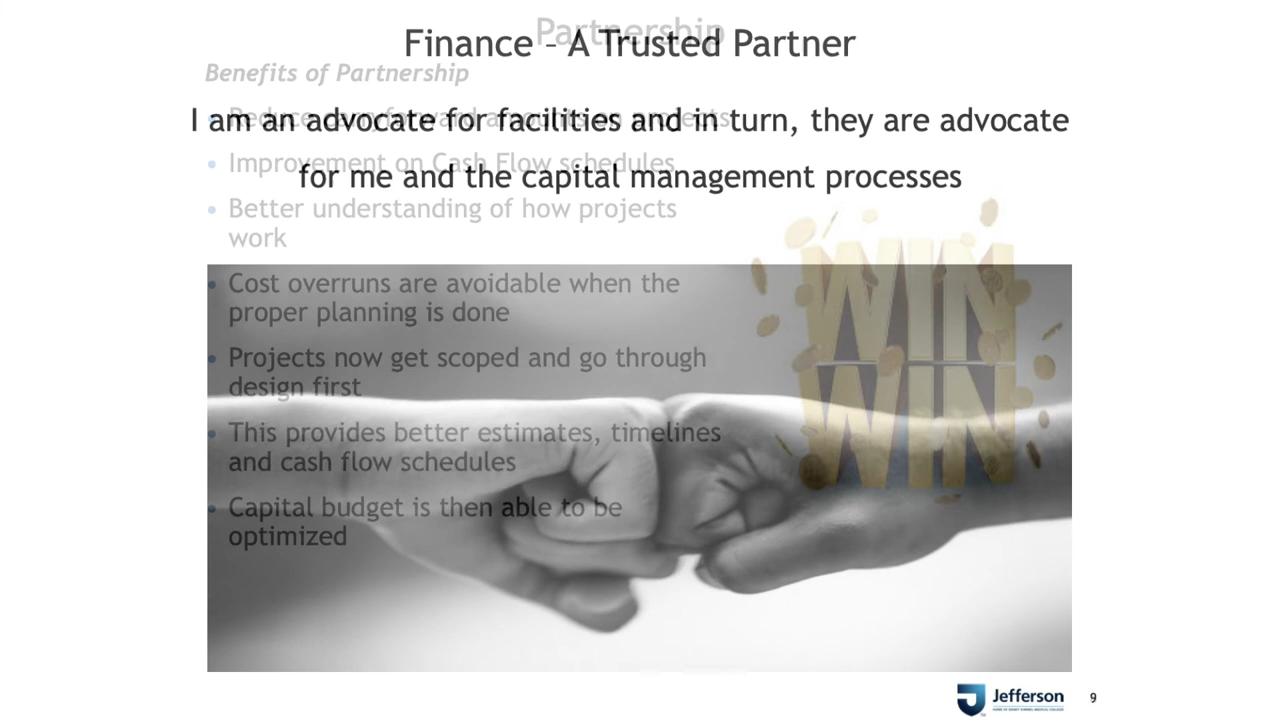 Partnership
Finance – A Trusted Partner
Benefits of Partnership
I am an advocate for facilities and in turn, they are advocate
for me and the capital management processes
• Improvement on Cash Flow schedules
• Better understanding of how projects
work
• Cost overruns are avoidable when the
proper planning is done
• Projects now get scoped and go through
design first
• This provides better estimates, timelines
and cash flow schedules
• Capital budget is then able to be
optimized
WIN
WIN
Jefferson
9